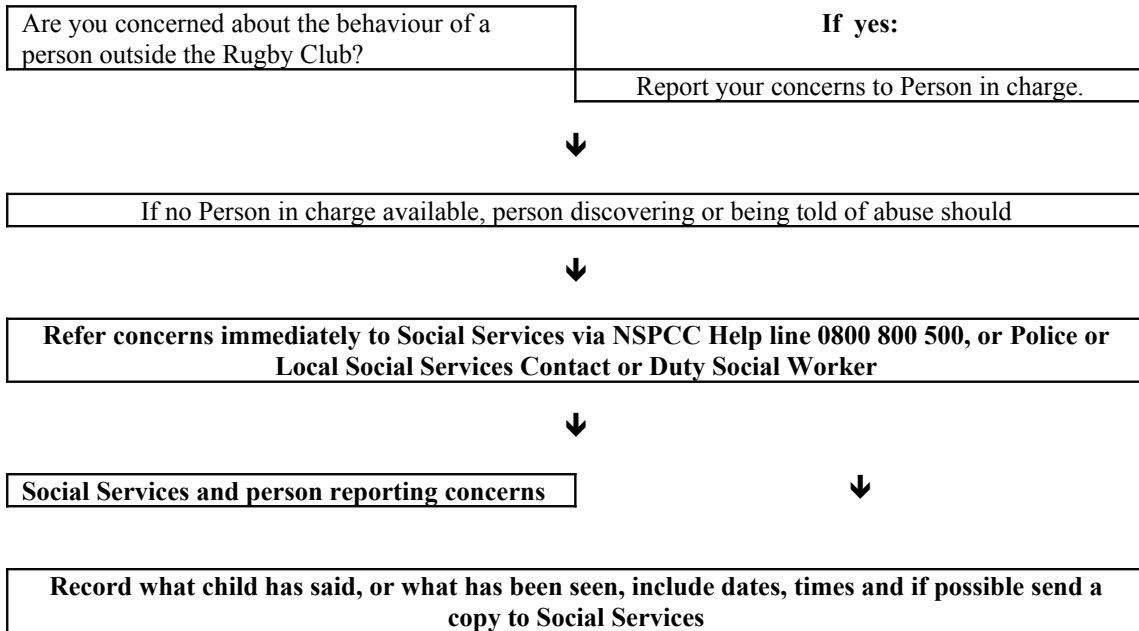 Are you concerned about the behaviour of a
person outside the Rugby Club?
If yes:
Report your concerns to Person in charge.
If no Person in charge available, person discovering or being told of abuse should
Refer concerns immediately to Social Services via NSPCC Help line 0800 800 500, or Police or
Local Social Services Contact or Duty Social Worker
Social Services and person reporting concerns
Record what child has said, or what has been seen, include dates, times and if possible send a
copy to Social Services